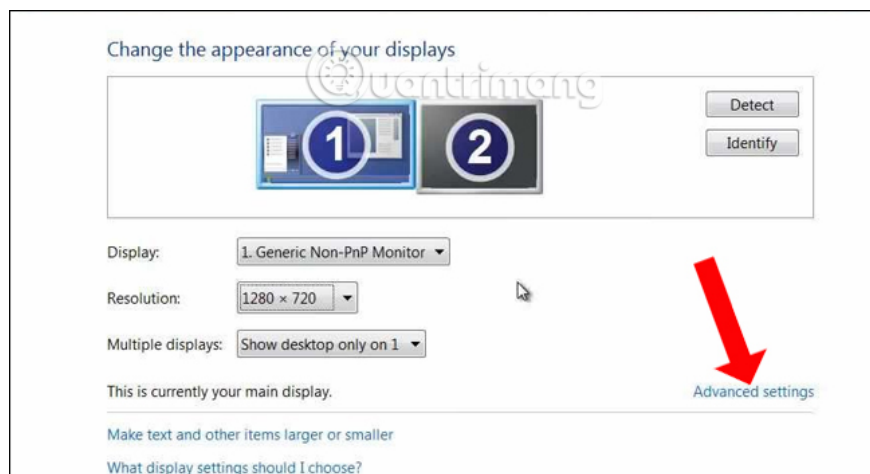 Change the appearance of your displays
Quantrimang
1
2
Detect
Identify
Display:
1. Generic Non-PnP Monitor
Resolution:
1280 × 720
Multiple displays:
Show desktop only on 1
This is currently your main display.
Advanced settings
Make text and other items larger or smaller
What display settings should I choose?